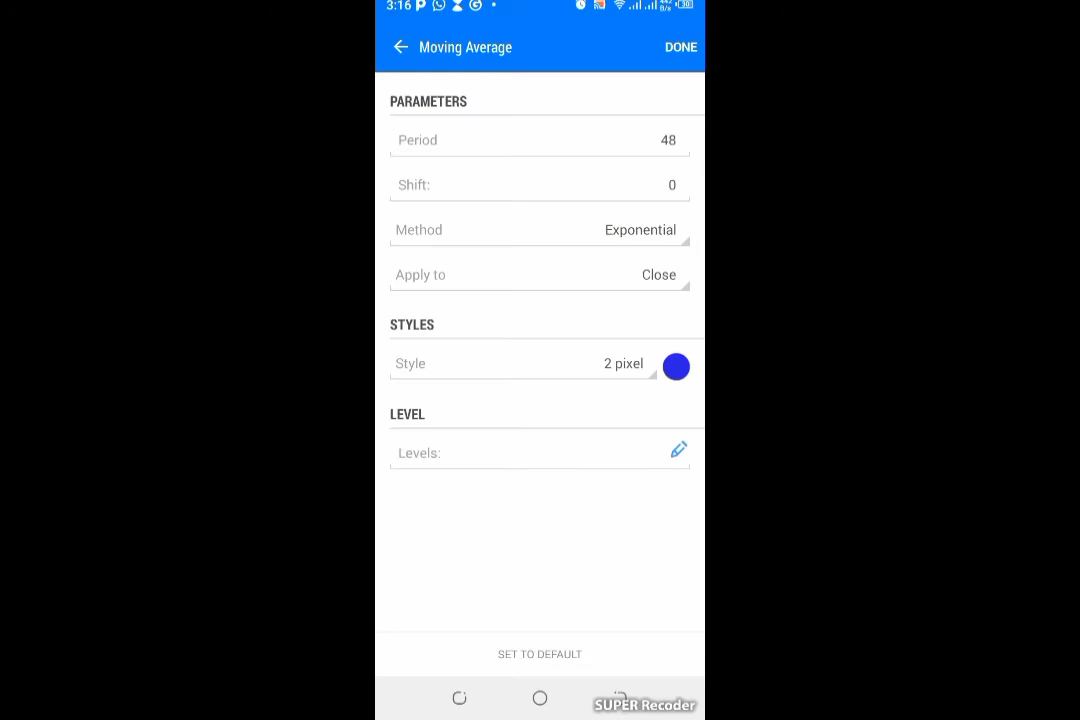 3:16
Moving Average DONE
PARAMETERS
Period 48
Shift: 0
Method Exponential
Apply to Close
STYLES
Style 2 pixel
LEVEL
Levels:
SET TO DEFAULT
SUPER Recorder